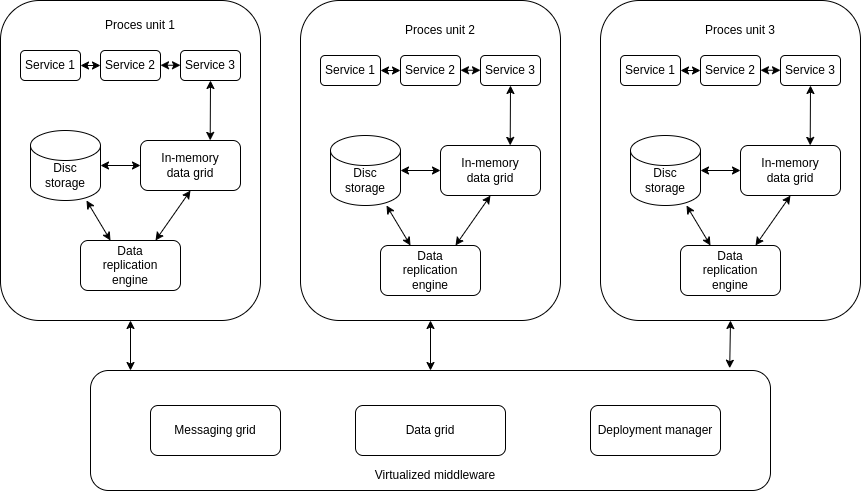 Proces unit 1
Service 1
Service 2
Service 3
Disc
storage
In-memory
data grid
Data
replication
engine
Proces unit 2
Service 1
Service 2
Service 3
Disc
storage
In-memory
data grid
Data
replication
engine
Proces unit 3
Service 1
Service 2
Service 3
Disc
storage
In-memory
data grid
Data
replication
engine
Messaging grid
Data grid
Deployment manager
Virtualized middleware